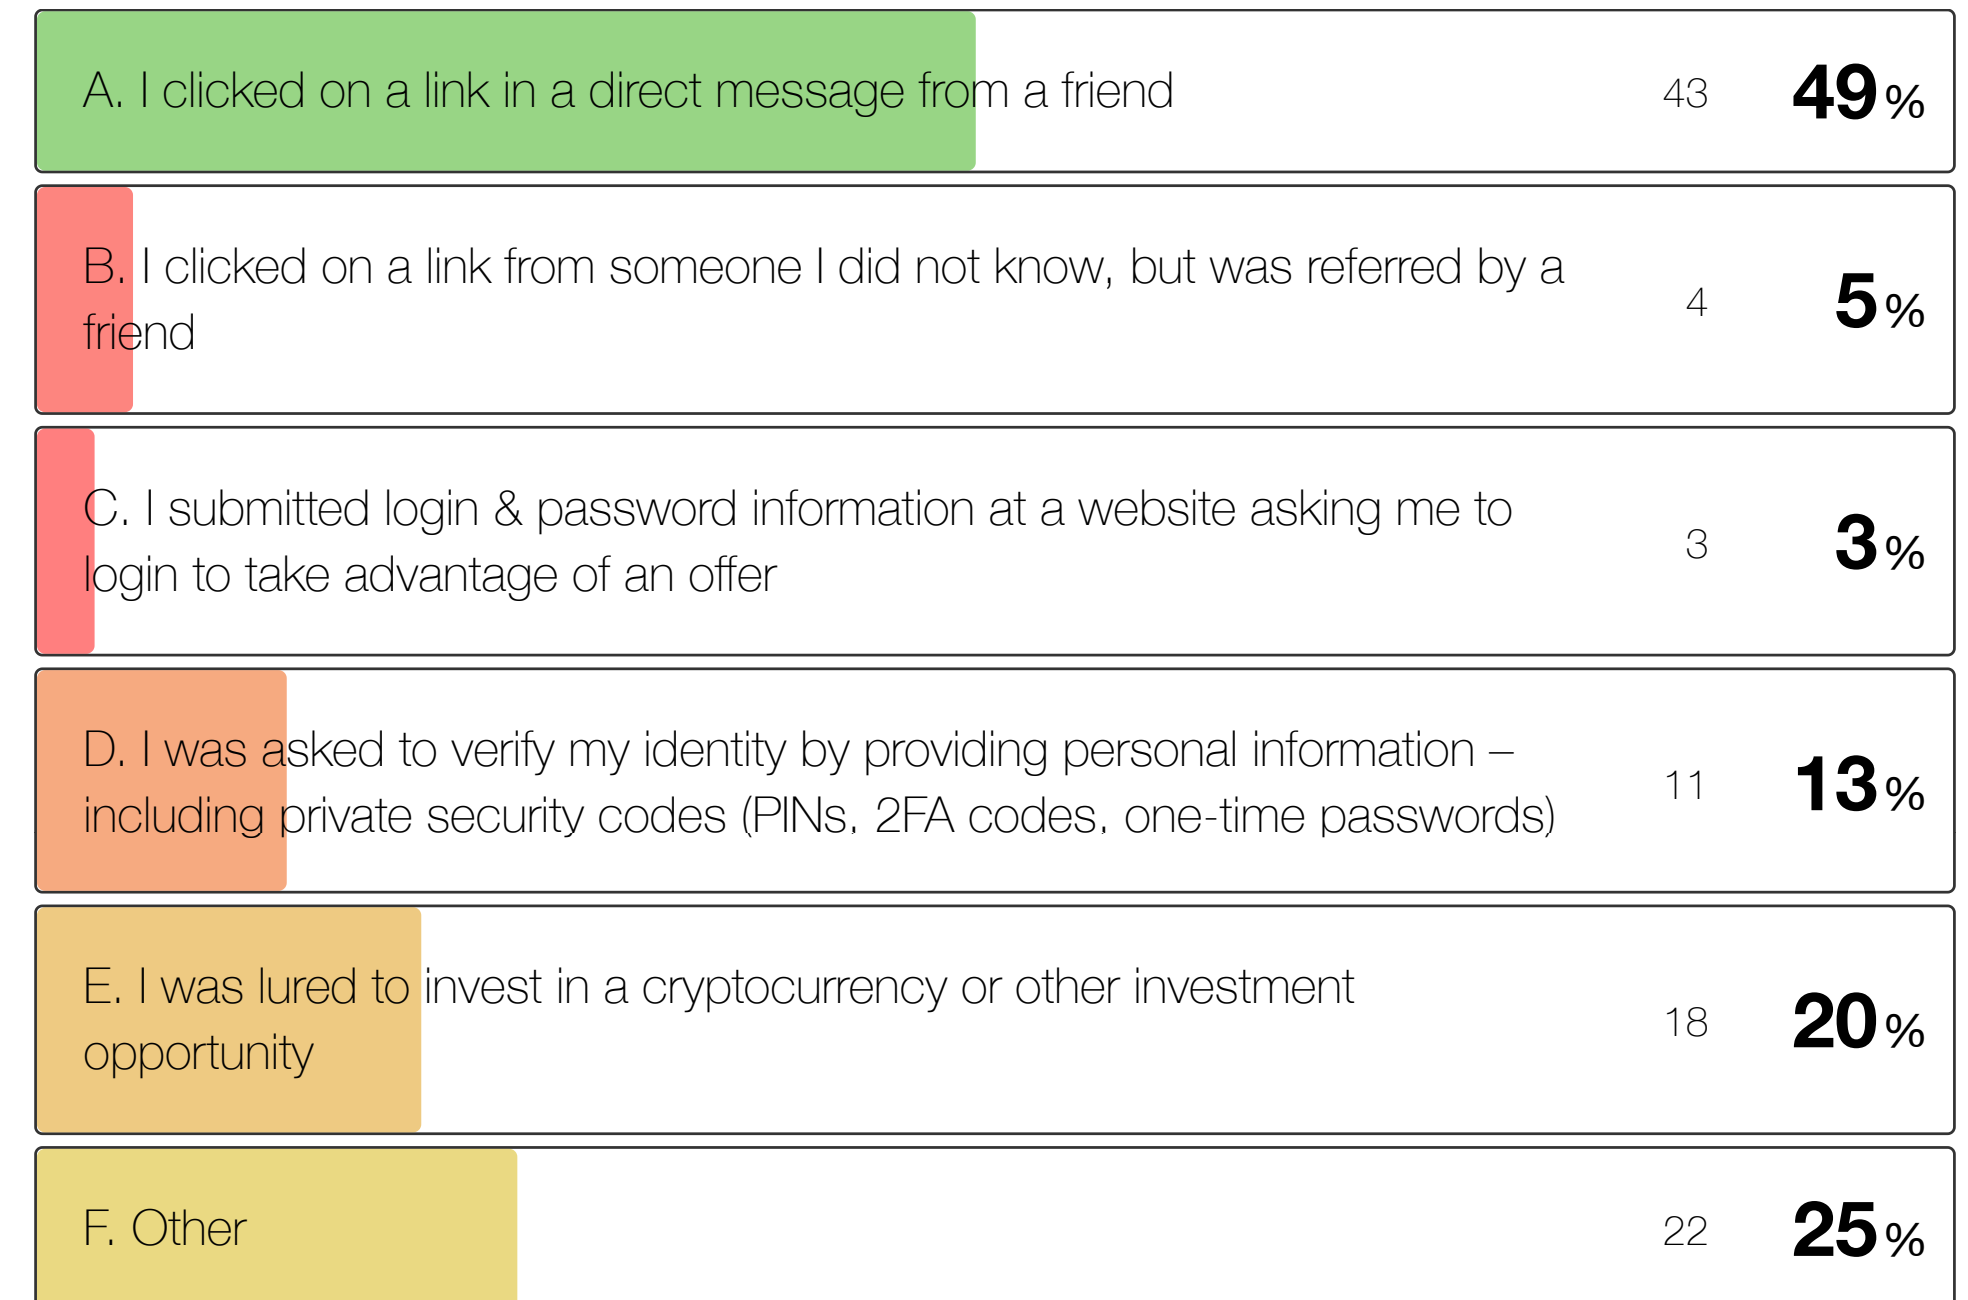 A. I clicked on a link in a direct message from a friend 43 49%
B. I clicked on a link from someone I did not know, but was referred by a
friend 4 5%
C. I submitted login & password information at a website asking me to
login to take advantage of an offer 3 3%
D. I was asked to verify my identity by providing personal information –
including private security codes (PINs, 2FA codes, one-time passwords) 11 13%
E. I was lured to invest in a cryptocurrency or other investment
opportunity 18 20%
F. Other 22 25%